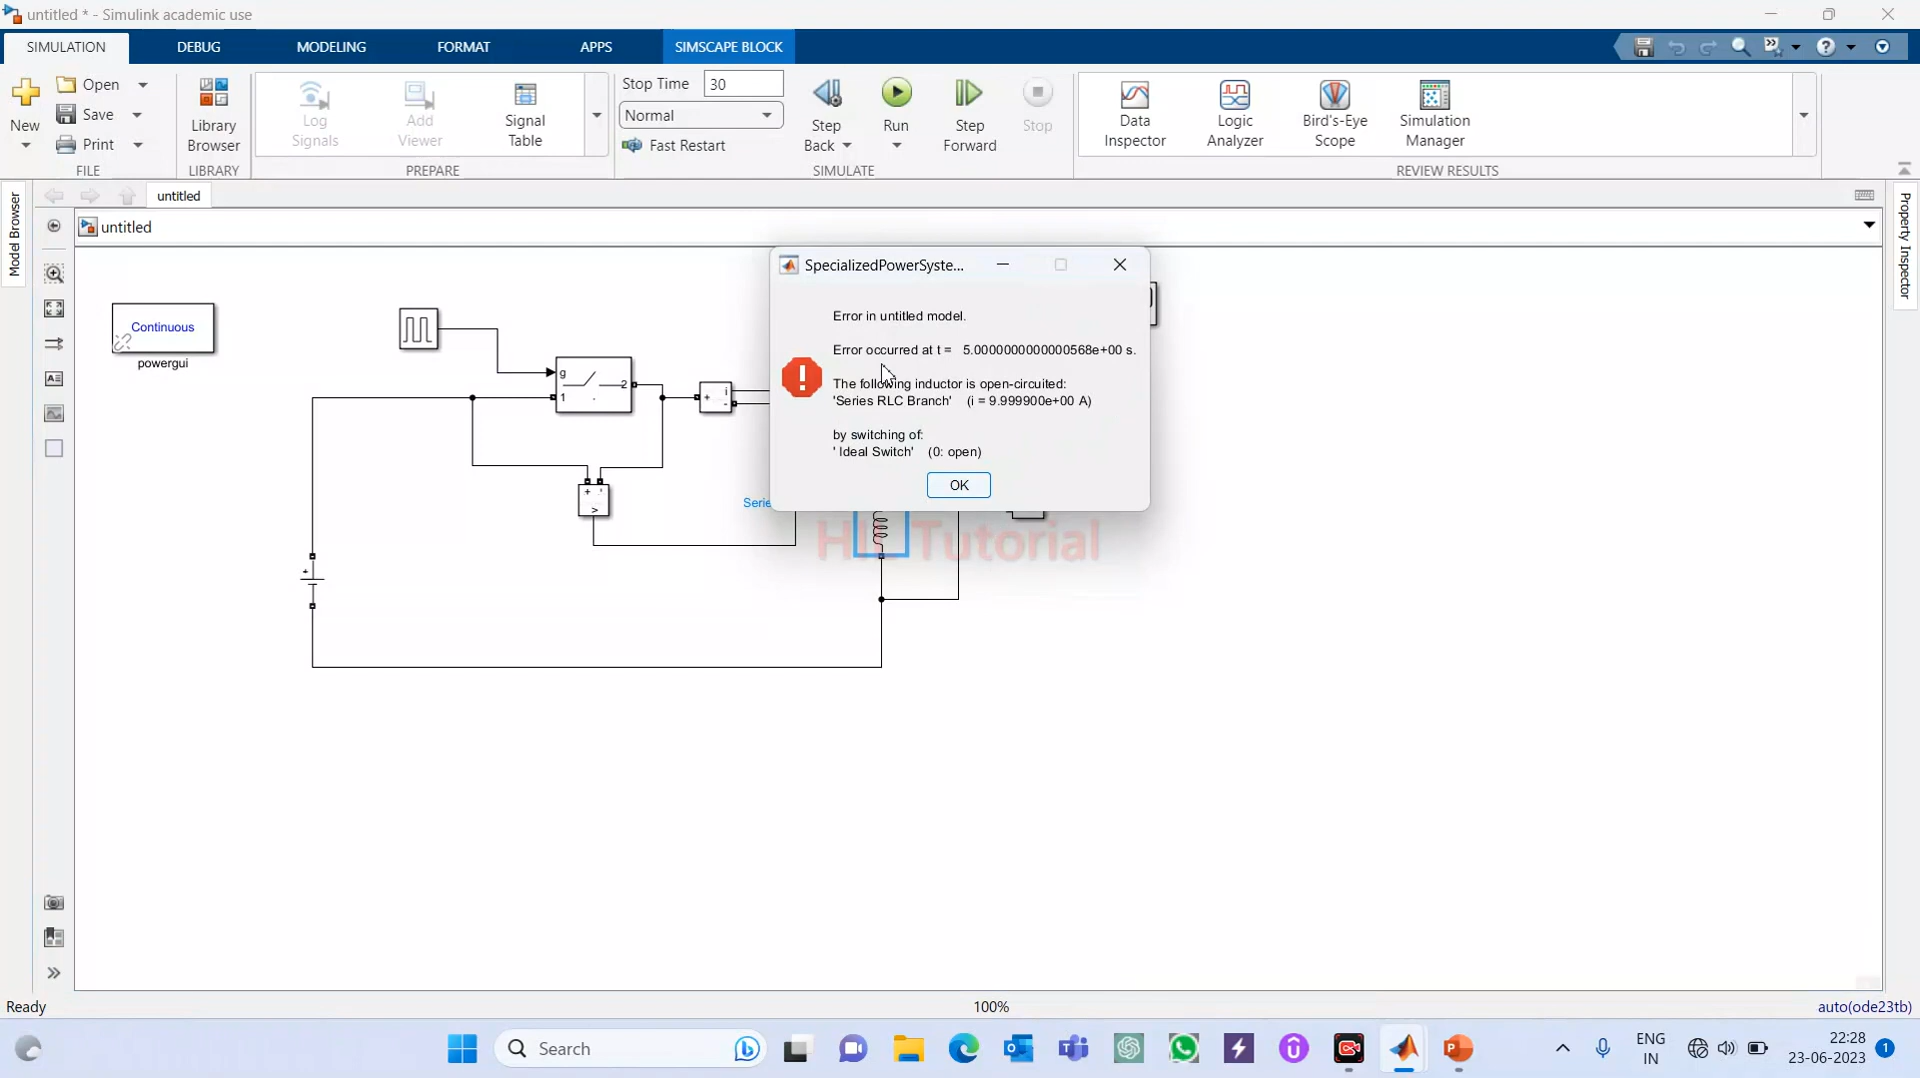 untitled * - Simulink academic use
SIMULATION
DEBUG
MODELING
FORMAT
APPS
SIMSCAPE BLOCK
New
Open
Save
Print
FILE
Library
Browser
LIBRARY
Log
Signals
Add
Viewer
Signal
Table
PREPARE
Stop Time
30
Normal
Fast Restart
Step
Back
Run
Step
Forward
Stop
SIMULATE
Data
Inspector
Logic
Analyzer
Bird's-Eye
Scope
Simulation
Manager
REVIEW RESULTS
Model Browser
untitled
untitled
Property Inspector
Continuous
powergui
g
1
2
+
i
-
+
-
>
+
Serie
SpecializedPowerSyste...
Error in untitled model.
Error occurred at t = 5.0000000000000568e+00 s.
The following inductor is open-circuited:
'Series RLC Branch' (i = 9.999900e+00 A)
by switching of:
' Ideal Switch' (0: open)
OK
Tutorial
Ready
100%
auto(ode23tb)
Search
ENG
IN
22:28
23-06-2023
1